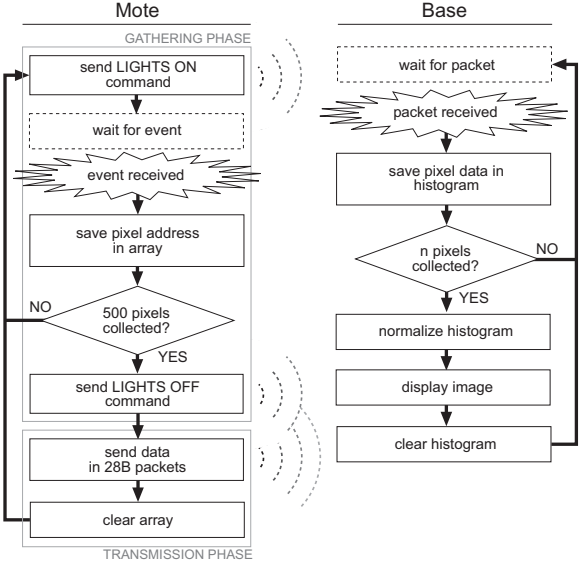 Mote
GATHERING PHASE
send LIGHTS ON
command
wait for event
event received
save pixel address
in array
NO
500 pixels
collected?
YES
send LIGHTS OFF
command
send data
in 28B packets
clear array
TRANSMISSION PHASE
Base
wait for packet
packet received
save pixel data in
histogram
n pixels
collected?
NO
YES
normalize histogram
display image
clear histogram